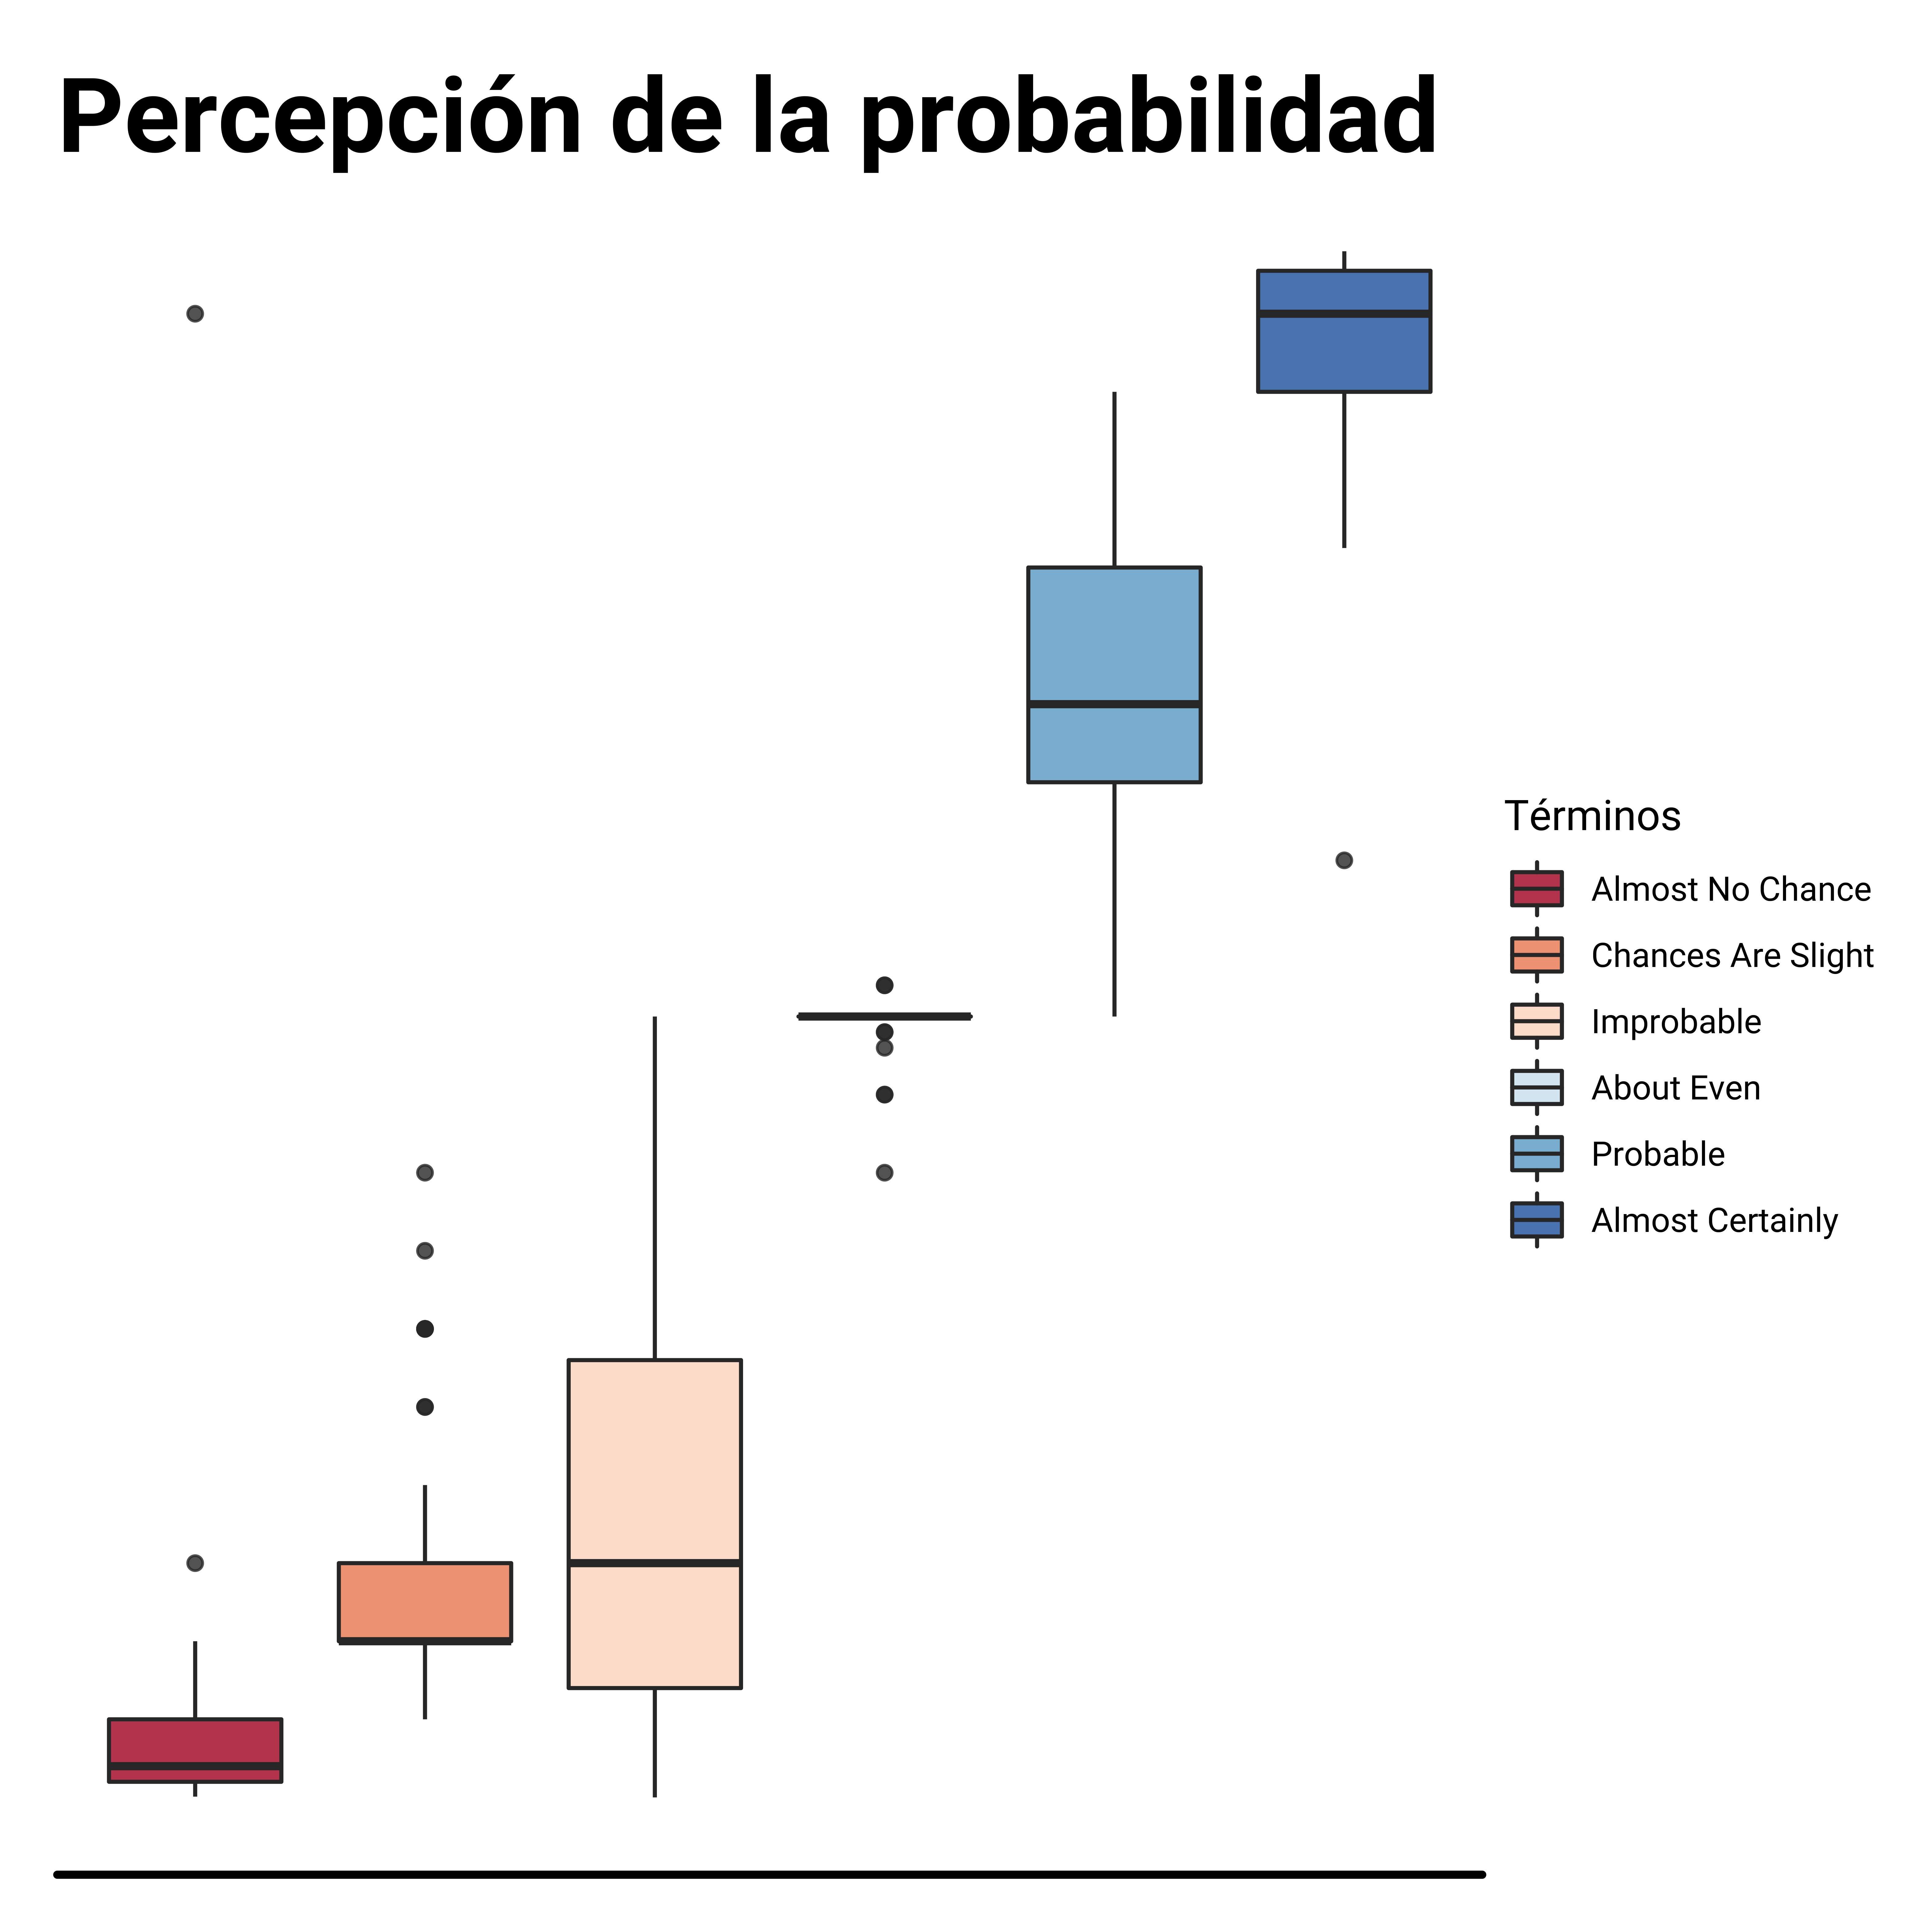 Percepción de la probabilidad
Términos
Almost No Chance
Chances Are Slight
Improbable
About Even
Probable
Almost Certainly